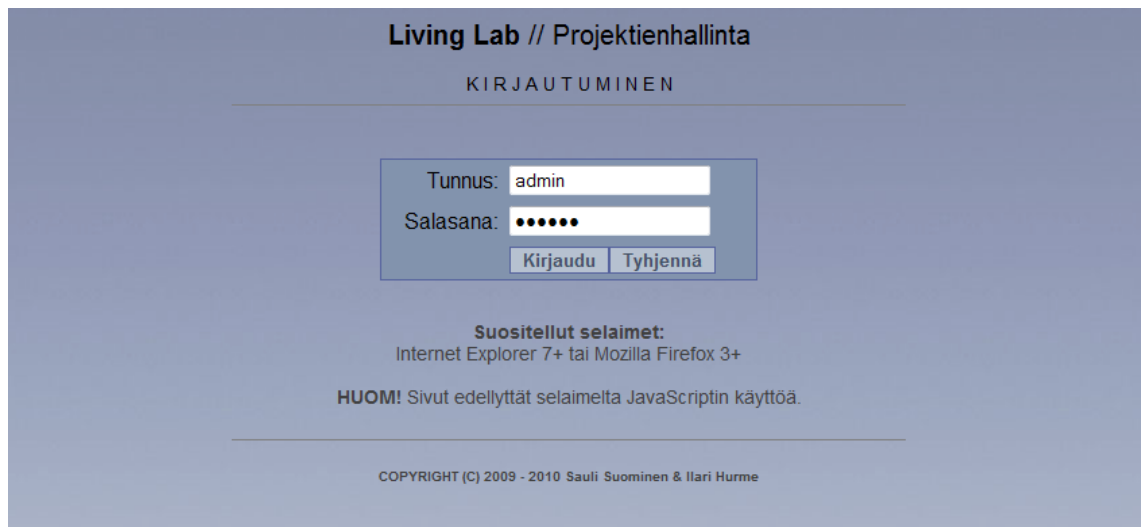 Living Lab // Projektienhallinta
KIRJAUTUMINEN
Tunnus: admin
Salasana: ••••••
Kirjaudu Tyhjennä
Suositellut selaimet:
Internet Explorer 7+ tai Mozilla Firefox 3+
HUOM! Sivut edellyttät selaimelta JavaScriptin käyttöä.
COPYRIGHT (C) 2009 - 2010 Sauli Suominen & Ilari Hurme